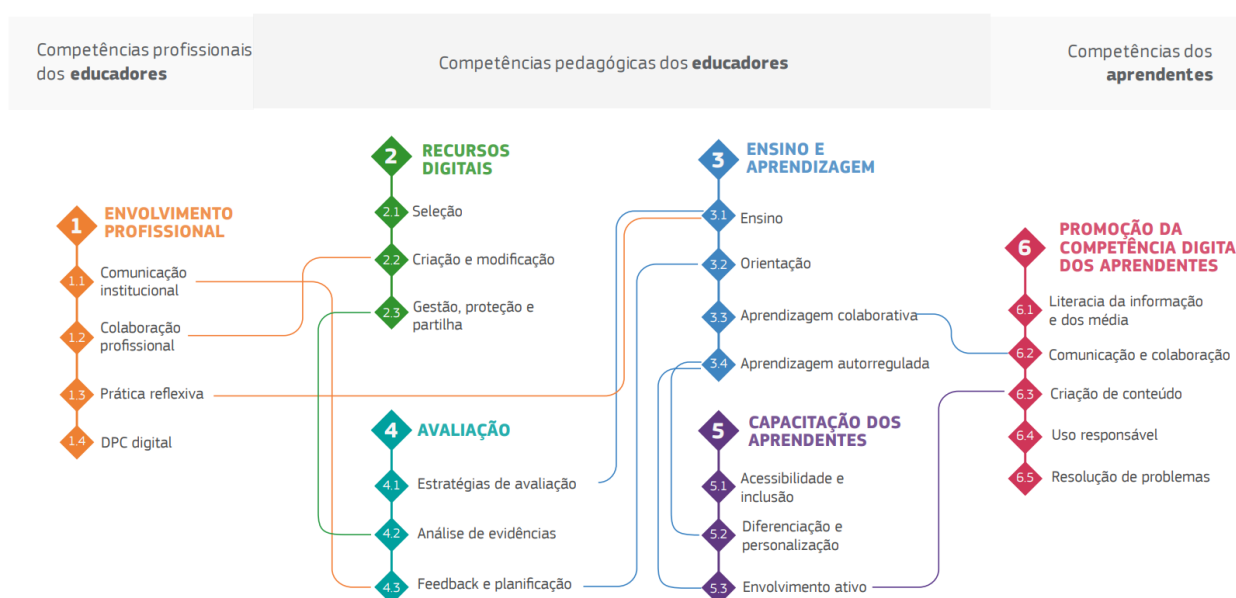 Competências profissionais
dos educadores
Competências pedagógicas dos educadores
Competências dos
aprendentes
1
ENVOLVIMENTO
PROFISSIONAL
1.1
Comunicação
institucional
1.2
Colaboração
profissional
1.3
Prática reflexiva
1.4
DPC digital
2
RECURSOS
DIGITAIS
2.1
Seleção
2.2
Criação e modificação
2.3
Gestão, proteção e
partilha
4
AVALIAÇÃO
4.1
Estratégias de avaliação
4.2
Análise de evidências
4.3
Feedback e planificação
3
ENSINO E
APRENDIZAGEM
3.1
Ensino
3.2
Orientação
3.3
Aprendizagem colaborativa
3.4
Aprendizagem autorregulada
5
CAPACITAÇÃO DOS
APRENDENTES
5.1
Acessibilidade e
inclusão
5.2
Diferenciação e
personalização
5.3
Envolvimento ativo
6
PROMOÇÃO DA
COMPETÊNCIA DIGITA
DOS APRENDENTES
6.1
Literacia da informação
e dos média
6.2
Comunicação e colaboração
6.3
Criação de conteúdo
6.4
Uso responsável
6.5
Resolução de problemas